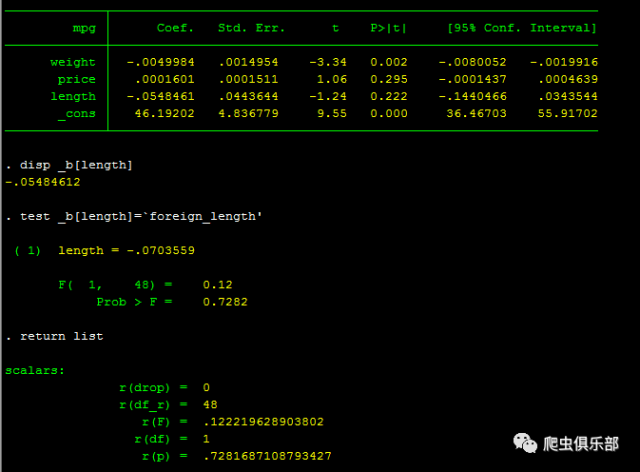 mpg Coef. Std. Err. t P>|t| [95% Conf. Interval]
weight -.0049984 .0014954 -3.34 0.002 -.0080052 -.0019916
price .0001601 .0001511 1.06 0.295 -.0001437 .0004639
length -.0548461 .0443644 -1.24 0.222 -.1440466 .0343544
_cons 46.19202 4.836779 9.55 0.000 36.46703 55.91702
. disp _b[length]
-.05484612
. test _b[length]=`foreign_length'
( 1) length = -.0703559
F( 1, 48) = 0.12
Prob > F = 0.7282
. return list
scalars:
r(drop) = 0
r(df_r) = 48
r(F) = .122219628903802
r(df) = 1
r(p) = .7281687108793427
爬虫俱乐部